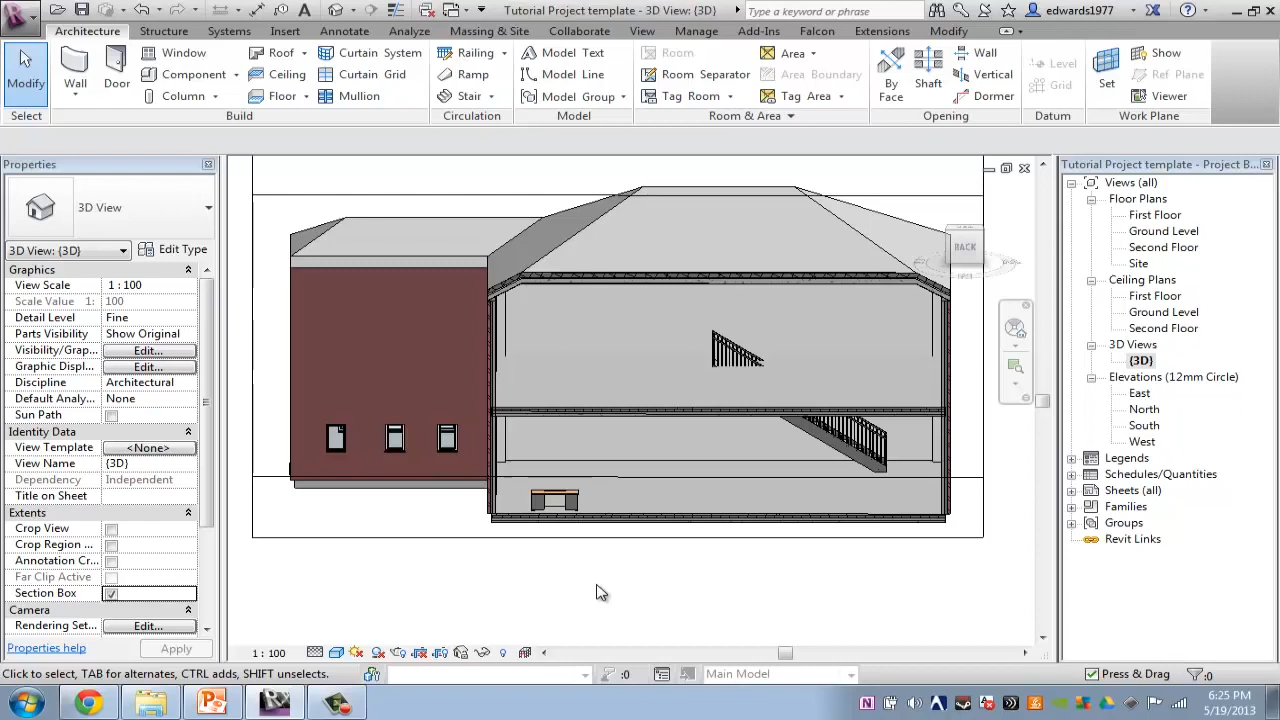 Tutorial Project template - 3D View: {3D}
Type a keyword or phrase
edwards1977
Architecture Structure Systems Insert Annotate Analyze Massing & Site Collaborate View Manage Add-Ins Falcon Extensions Modify
Modify
Wall
Door
Window
Component
Column
Roof
Ceiling
Floor
Curtain System
Curtain Grid
Mullion
Railing
Ramp
Stair
Model Text
Model Line
Model Group
Room
Room Separator
Tag Room
Area
Area Boundary
Tag Area
By
Face
Shaft
Wall
Vertical
Dormer
Level
Grid
Set
Show
Ref Plane
Viewer
Select Build Circulation Model Room & Area Opening Datum Work Plane
Properties
3D View
3D View: {3D} Edit Type
Graphics
View Scale 1 : 100
Scale Value 1: 100
Detail Level Fine
Parts Visibility Show Original
Visibility/Grap... Edit...
Graphic Displ... Edit...
Discipline Architectural
Default Analy... None
Sun Path
Identity Data
View Template <None>
View Name {3D}
Dependency Independent
Title on Sheet
Extents
Crop View
Crop Region ...
Annotation Cr...
Far Clip Active
Section Box
Camera
Rendering Set... Edit...
Properties help Apply
BACK
1 : 100
Tutorial Project template - Project B...
Views (all)
Floor Plans
First Floor
Ground Level
Second Floor
Site
Ceiling Plans
First Floor
Ground Level
Second Floor
3D Views
{3D}
Elevations (12mm Circle)
East
North
South
West
Legends
Schedules/Quantities
Sheets (all)
Families
Groups
Revit Links
Click to select, TAB for alternates, CTRL adds, SHIFT unselects.
:0
Main Model
Press & Drag
:0
6:25 PM
5/19/2013